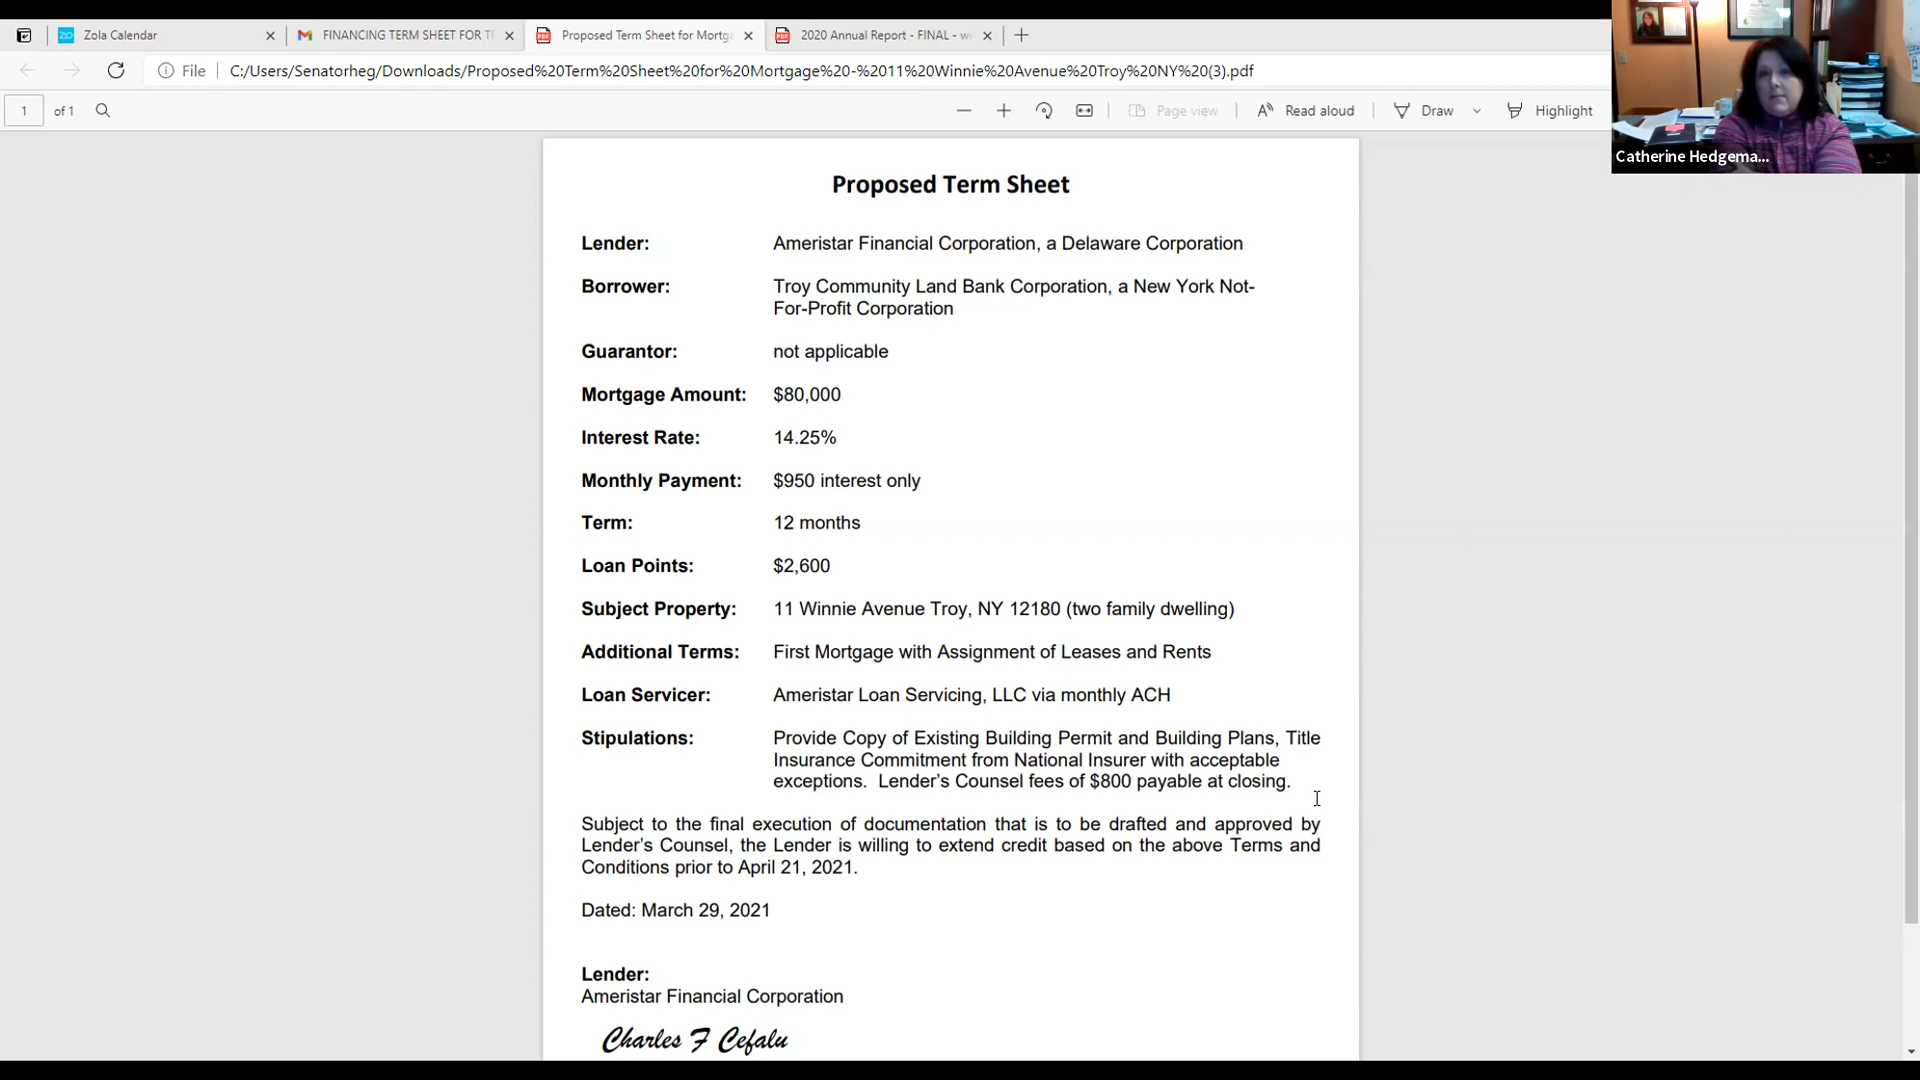 Zola Calendar
FINANCING TERM SHEET FOR T
Proposed Term Sheet for Mortga
2020 Annual Report - FINAL - w
File
C:/Users/Senatorheg/Downloads/Proposed%20Term%20Sheet%20for%20Mortgage%20-%2011%20Winnie%20Avenue%20Troy%20NY%20(3).pdf
1 of 1
Page view
Read aloud
Draw
Highlight
Catherine Hedgema...
Proposed Term Sheet
Lender: Ameristar Financial Corporation, a Delaware Corporation
Borrower: Troy Community Land Bank Corporation, a New York Not-
For-Profit Corporation
Guarantor: not applicable
Mortgage Amount: $80,000
Interest Rate: 14.25%
Monthly Payment: $950 interest only
Term: 12 months
Loan Points: $2,600
Subject Property: 11 Winnie Avenue Troy, NY 12180 (two family dwelling)
Additional Terms: First Mortgage with Assignment of Leases and Rents
Loan Servicer: Ameristar Loan Servicing, LLC via monthly ACH
Stipulations: Provide Copy of Existing Building Permit and Building Plans, Title
Insurance Commitment from National Insurer with acceptable
exceptions. Lender's Counsel fees of $800 payable at closing.
Subject to the final execution of documentation that is to be drafted and approved by
Lender's Counsel, the Lender is willing to extend credit based on the above Terms and
Conditions prior to April 21, 2021.
Dated: March 29, 2021
Lender:
Ameristar Financial Corporation
Charles F Cefalu